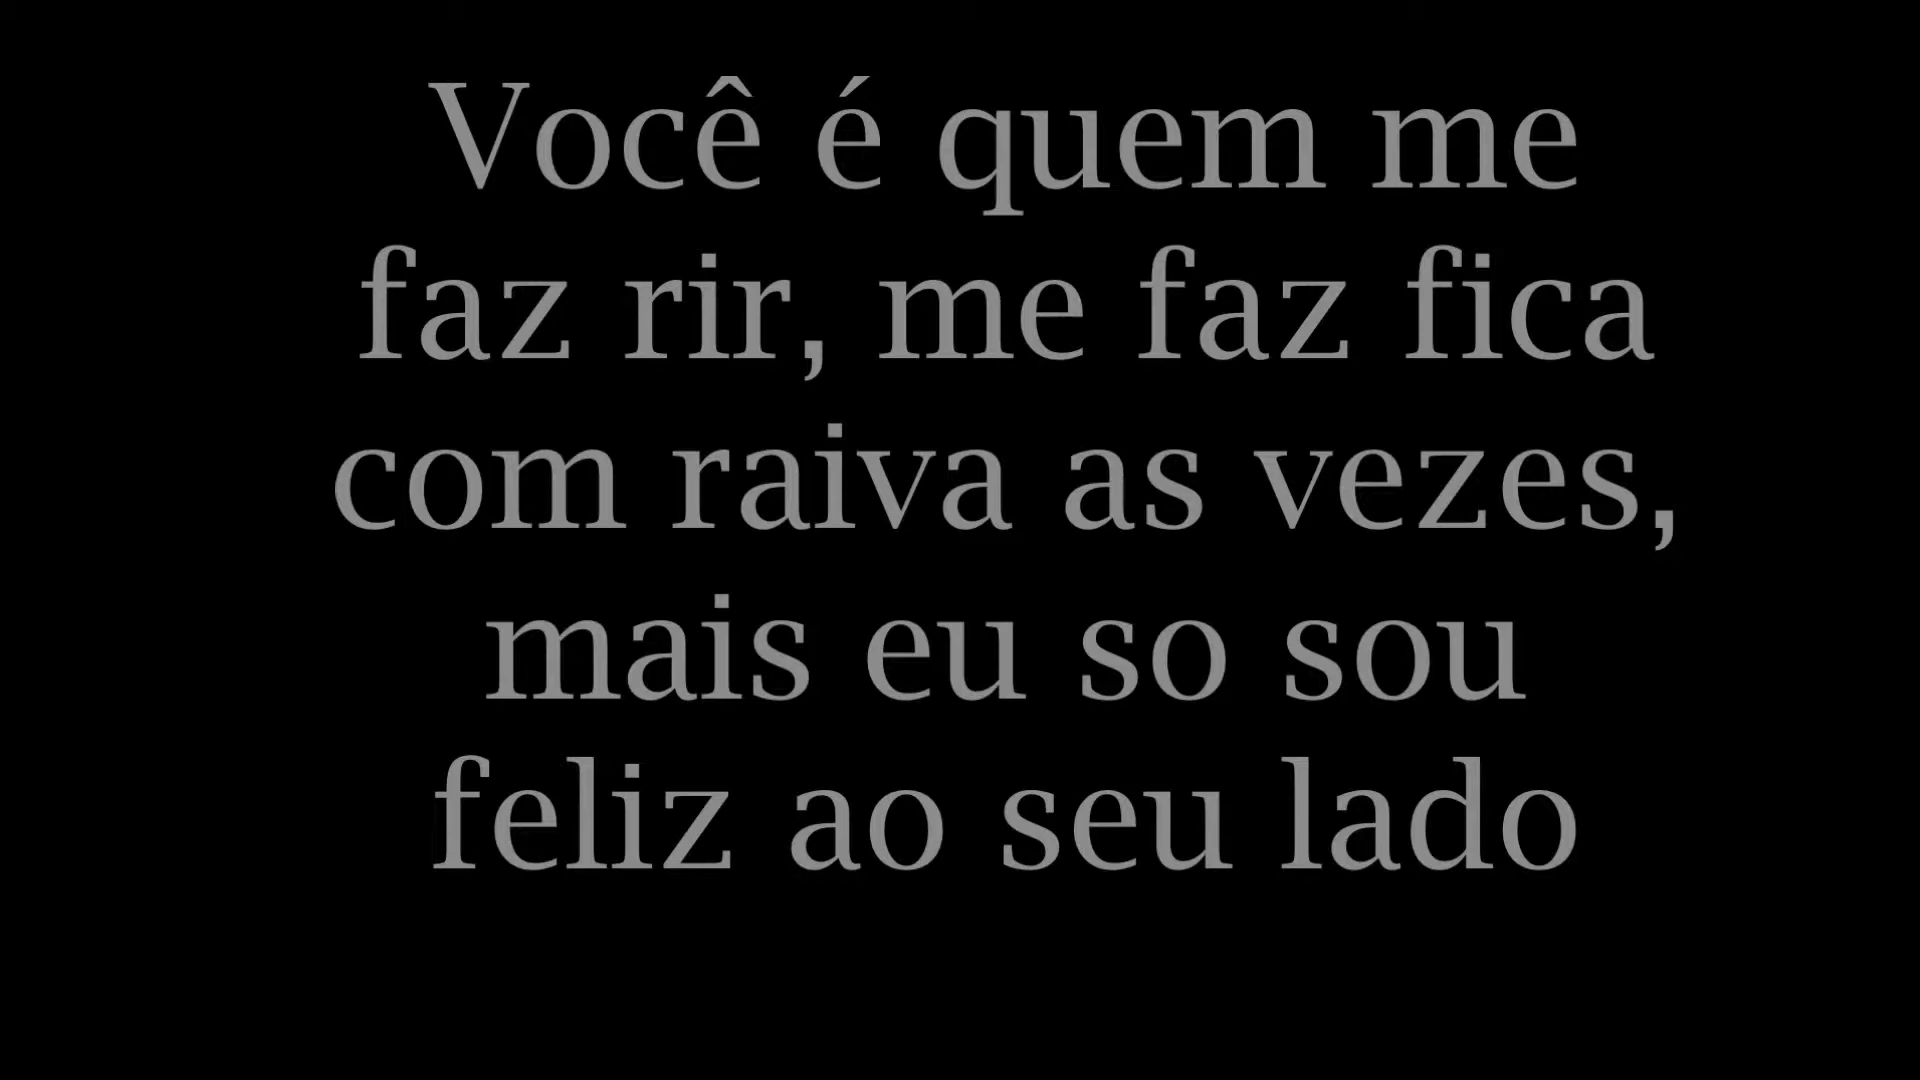 Você é quem me
faz rir, me faz fica
com raiva as vezes,
mais eu so sou
feliz ao seu lado